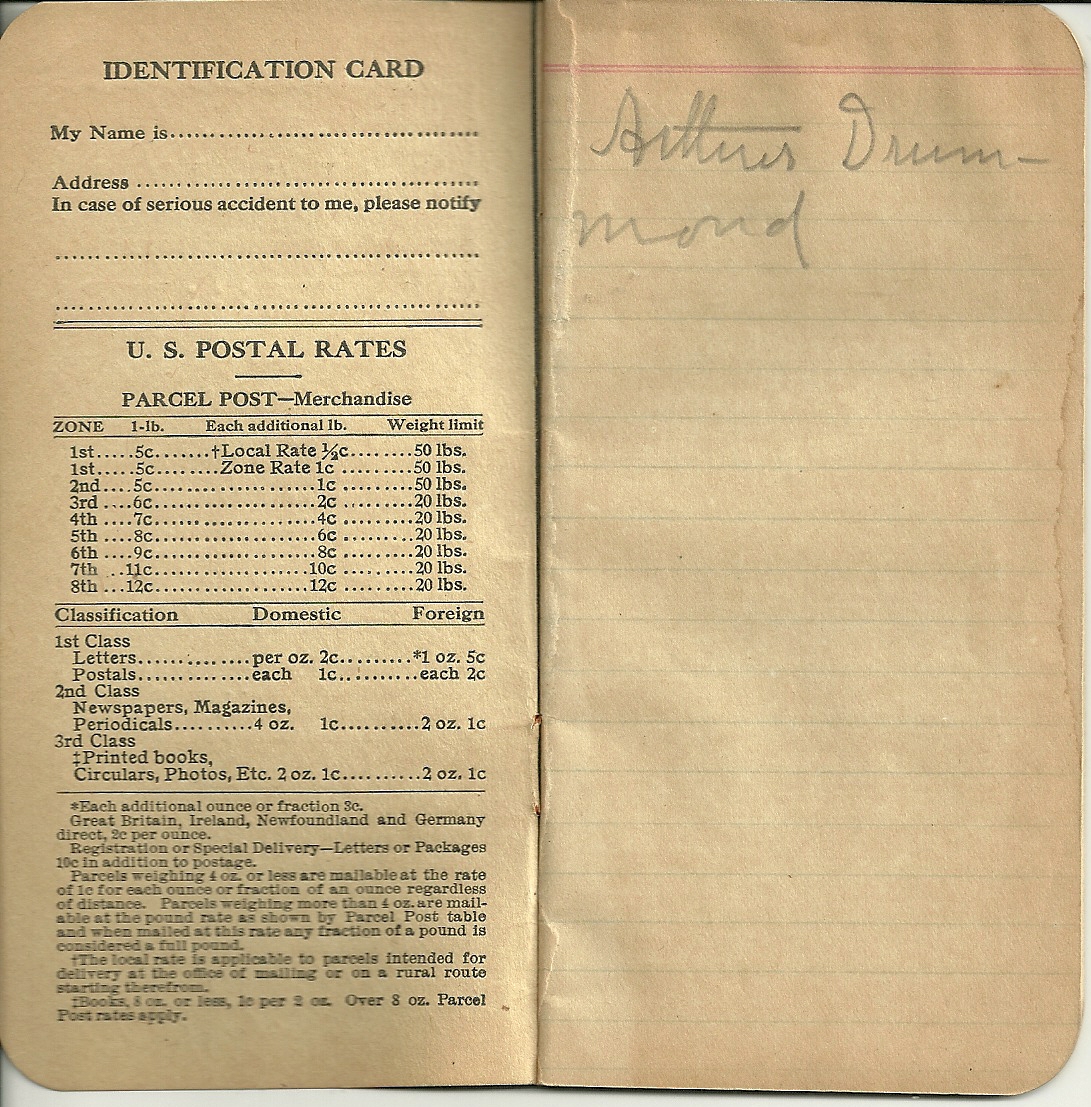 IDENTIFICATION CARD
My Name is
Address
In case of serious accident to me, please notify
U. S. POSTAL RATES
PARCEL POST—Merchandise
ZONE 1-lb. Each additional lb. Weight limit
1st.....5c.......†Local Rate ½c.........50 lbs.
1st.....5c........Zone Rate 1c .........50 lbs.
2nd....5c....................1c .........50 lbs.
3rd ....6c....................2c .........20 lbs.
4th ....7c....................4c .........20 lbs.
5th ....8c....................6c .........20 lbs.
6th ....9c....................8c .........20 lbs.
7th ...11c...................10c .........20 lbs.
8th ...12c...................12c .........20 lbs.
Classification Domestic Foreign
1st Class
Letters..............per oz. 2c.........*1 oz. 5c
Postals..............each 1c..........each 2c
2nd Class
Newspapers, Magazines,
Periodicals..........4 oz. 1c..........2 oz. 1c
3rd Class
‡Printed books,
Circulars, Photos, Etc. 2 oz. 1c..........2 oz. 1c
*Each additional ounce or fraction 3c.
Great Britain, Ireland, Newfoundland and Germany
direct, 2c per ounce.
Registration or Special Delivery—Letters or Packages
10c in addition to postage.
Parcels weighing 4 oz. or less are mailable at the rate
of 1c for each ounce or fraction of an ounce regardless
of distance. Parcels weighing more than 4 oz. are mail-
able at the pound rate as shown by Parcel Post table
and when mailed at this rate any fraction of a pound is
considered a full pound.
†The local rate is applicable to parcels intended for
delivery at the office of mailing or on a rural route
starting therefrom.
‡Books, 8 oz. or less, 1c per 2 oz. Over 8 oz. Parcel
Post rates apply.
Arthur Drum-
mond